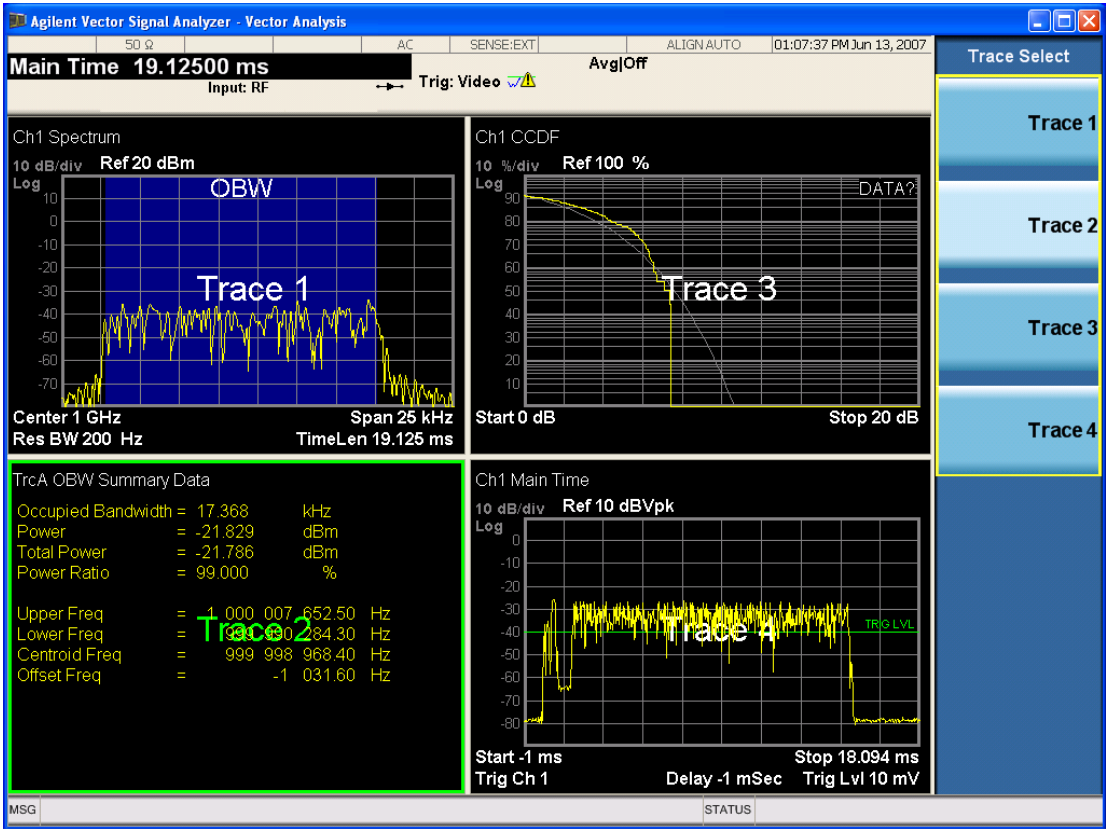 Agilent Vector Signal Analyzer - Vector Analysis
50 Ω AC SENSE:EXT ALIGN AUTO 01:07:37 PM Jun 13, 2007
Main Time 19.12500 ms
Input: RF
Trig: Video
Avg|Off
Trace Select
Trace 1
Trace 2
Trace 3
Trace 4
Ch1 Spectrum
10 dB/div Ref 20 dBm
Log
OBW
10
0
-10
-20
-30
-40
-50
-60
-70
Trace 1
Center 1 GHz Span 25 kHz
Res BW 200 Hz TimeLen 19.125 ms
Ch1 CCDF
10 %/div Ref 100 %
Log
DATA?
90
80
70
60
50
40
30
20
10
Trace 3
Start 0 dB Stop 20 dB
TrcA OBW Summary Data
Occupied Bandwidth = 17.368 kHz
Power = -21.829 dBm
Total Power = -21.786 dBm
Power Ratio = 99.000 %
Upper Freq = 1 000 007 652.50 Hz
Lower Freq = 999 990 284.30 Hz
Centroid Freq = 999 998 968.40 Hz
Offset Freq = -1 031.60 Hz
Trace 2
Ch1 Main Time
10 dB/div Ref 10 dBVpk
Log
0
-10
-20
-30
-40
-50
-60
-70
-80
TRIG LVL
Trace 4
Start -1 ms Stop 18.094 ms
Trig Ch 1 Delay -1 mSec Trig Lvl 10 mV
MSG STATUS